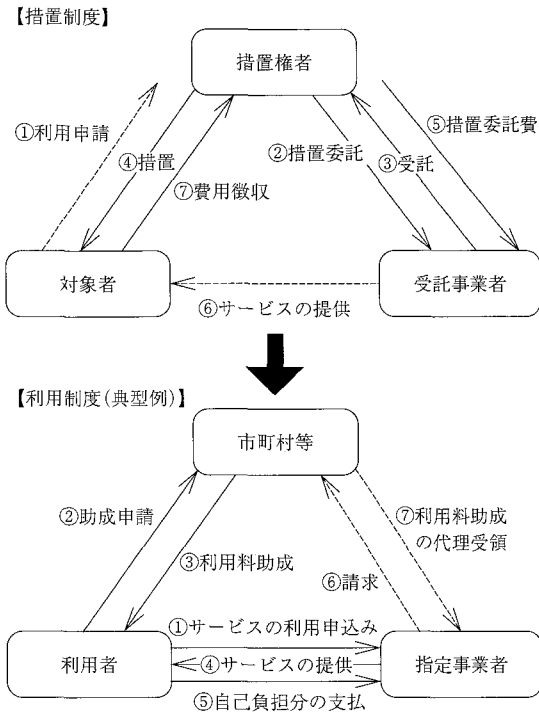 【措置制度】
措置権者
①利用申請
⑤措置委託費
②措置委託
③受託
④措置
⑦費用徴収
対象者
受託事業者
⑥サービスの提供
【利用制度(典型例)】
市町村等
②助成申請
⑦利用料助成
の代理受領
③利用料助成
⑥請求
①サービスの利用申込み
利用者
④サービスの提供
指定事業者
⑤自己負担分の支払